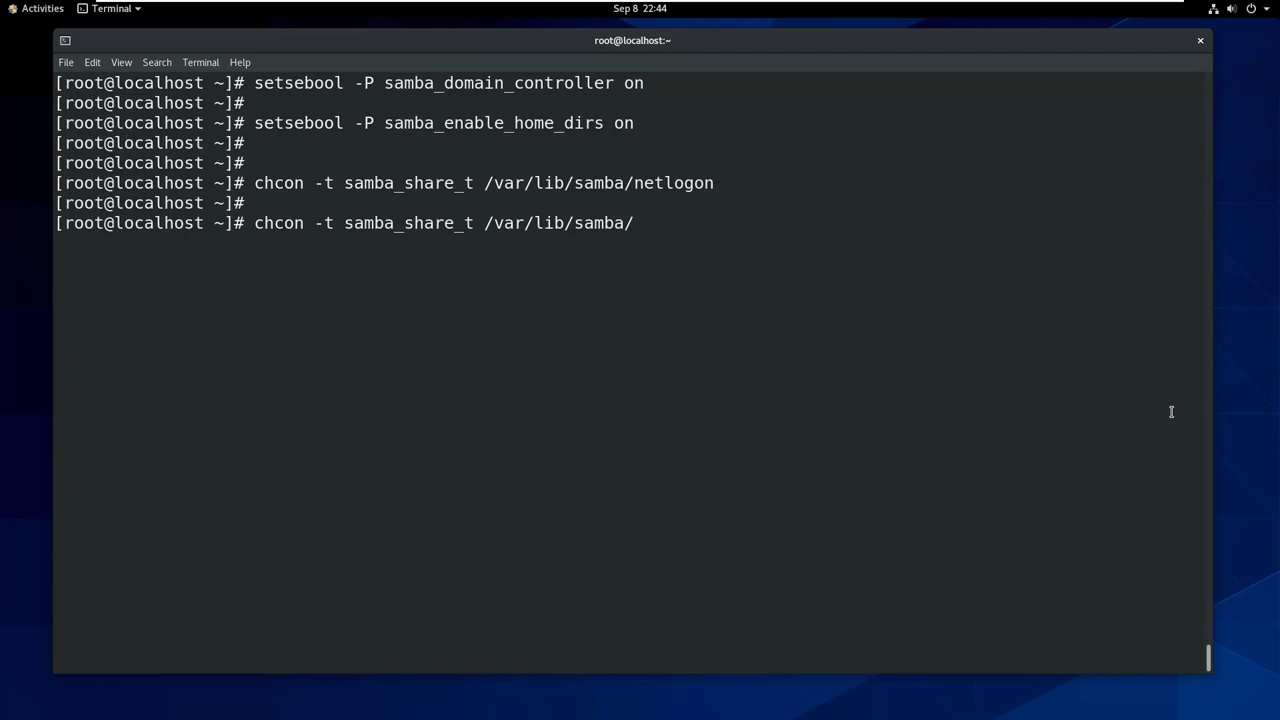 Activities
Terminal
Sep 8 22:44
root@localhost:~
File Edit View Search Terminal Help
[root@localhost ~]# setsebool -P samba_domain_controller on
[root@localhost ~]#
[root@localhost ~]# setsebool -P samba_enable_home_dirs on
[root@localhost ~]#
[root@localhost ~]#
[root@localhost ~]# chcon -t samba_share_t /var/lib/samba/netlogon
[root@localhost ~]#
[root@localhost ~]# chcon -t samba_share_t /var/lib/samba/